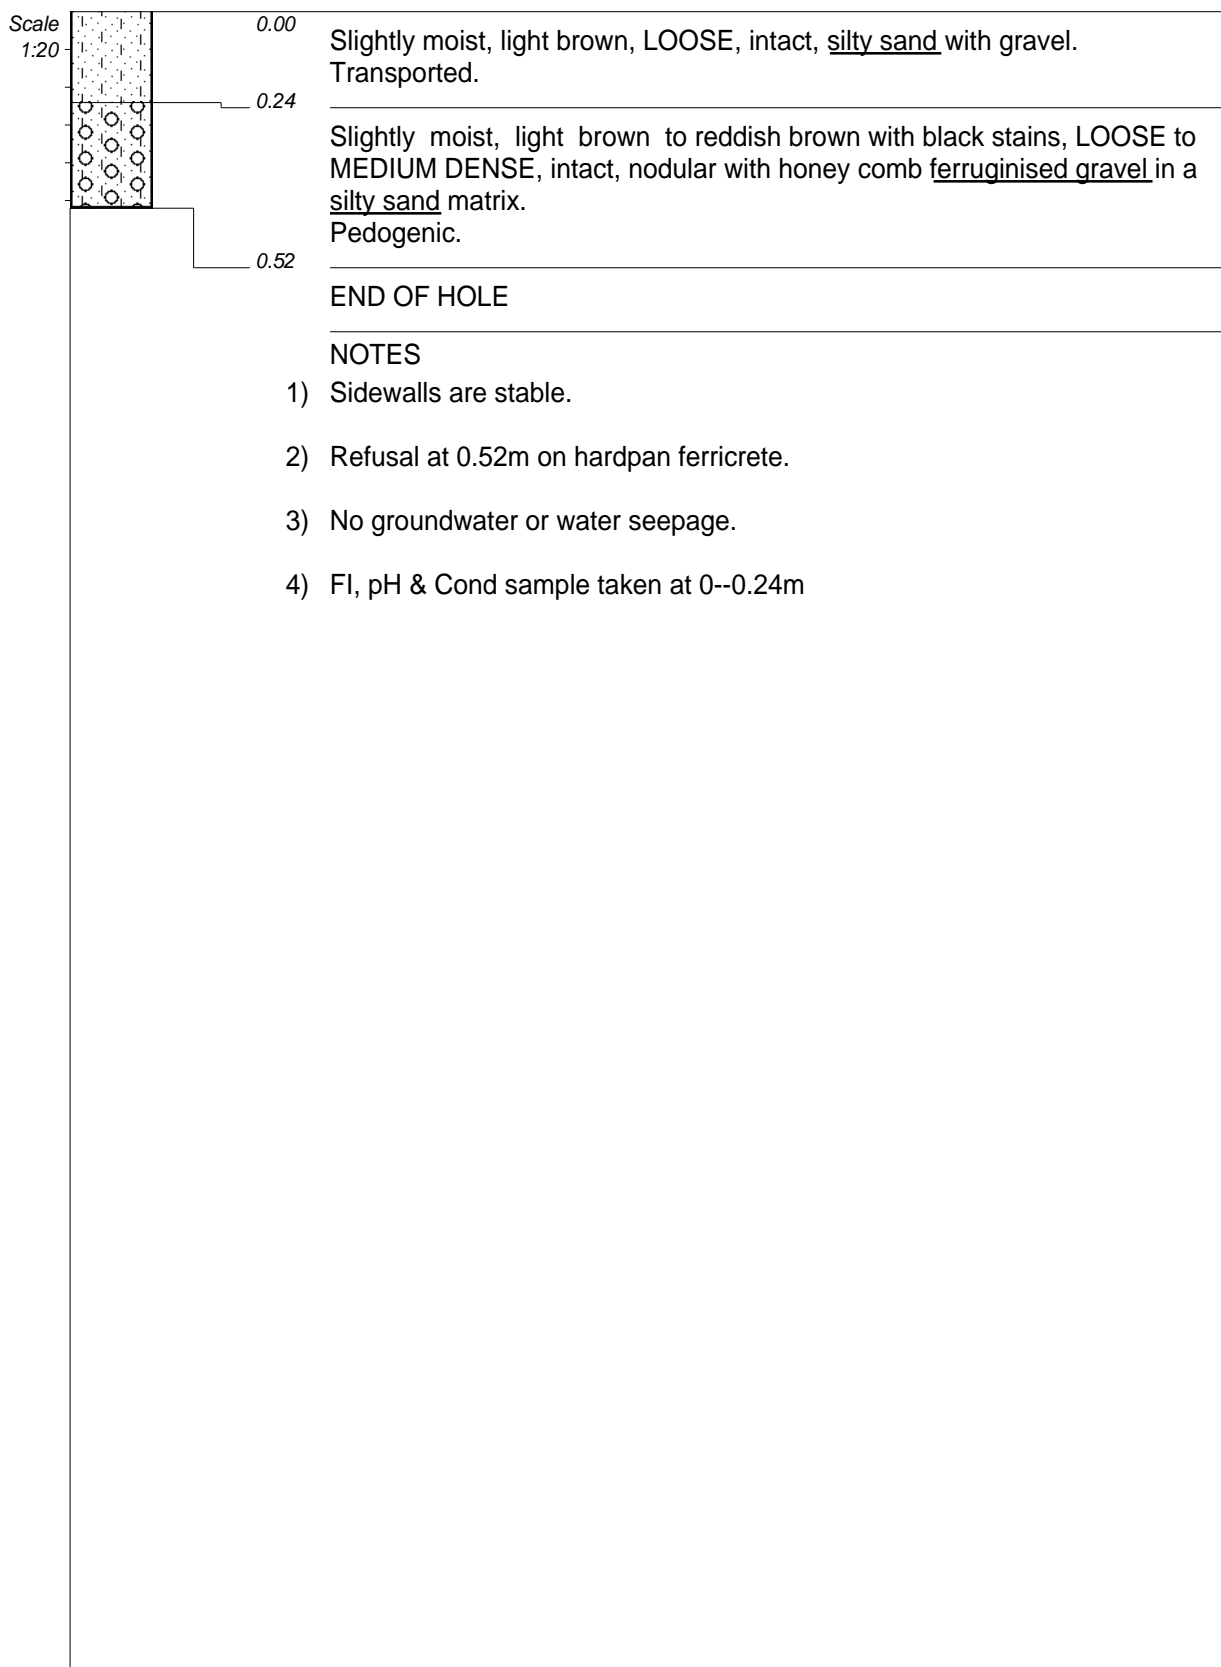 Scale
1:20
0.00
Slightly moist, light brown, LOOSE, intact, silty sand with gravel.
Transported.
0.24
Slightly moist, light brown to reddish brown with black stains, LOOSE to
MEDIUM DENSE, intact, nodular with honey comb ferruginised gravel in a
silty sand matrix.
Pedogenic.
0.52
END OF HOLE
NOTES
1) Sidewalls are stable.
2) Refusal at 0.52m on hardpan ferricrete.
3) No groundwater or water seepage.
4) FI, pH & Cond sample taken at 0--0.24m